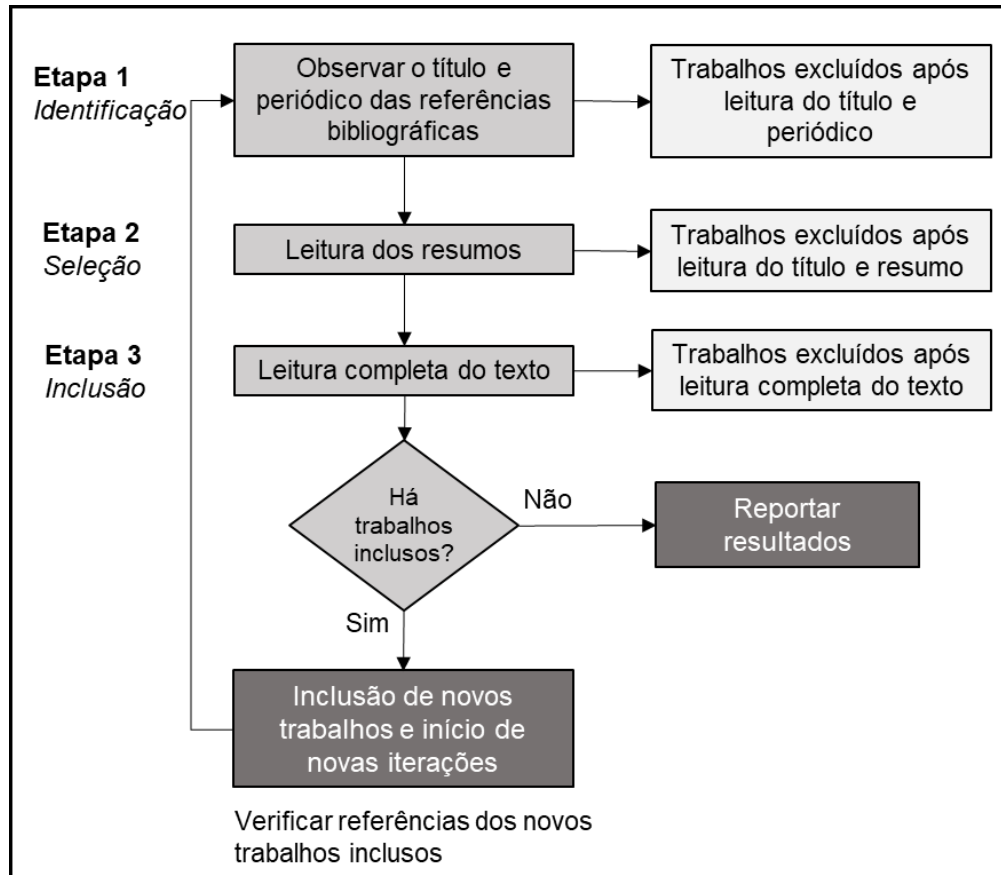 Etapa 1
Identificação
Observar o título e
periódico das referências
bibliográficas
Trabalhos excluídos após
leitura do título e
periódico
Etapa 2
Seleção
Leitura dos resumos
Trabalhos excluídos após
leitura do título e resumo
Etapa 3
Inclusão
Leitura completa do texto
Trabalhos excluídos após
leitura completa do texto
Há
trabalhos
inclusos?
Não
Reportar
resultados
Sim
Inclusão de novos
trabalhos e início de
novas iterações
Verificar referências dos novos
trabalhos inclusos